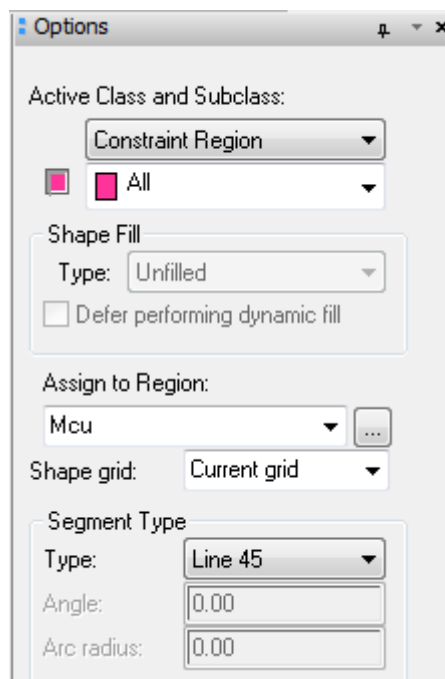 Options
Active Class and Subclass:
Constraint Region
All
Shape Fill
Type: Unfilled
Defer performing dynamic fill
Assign to Region:
Mcu ...
Shape grid: Current grid
Segment Type
Type: Line 45
Angle: 0.00
Arc radius: 0.00